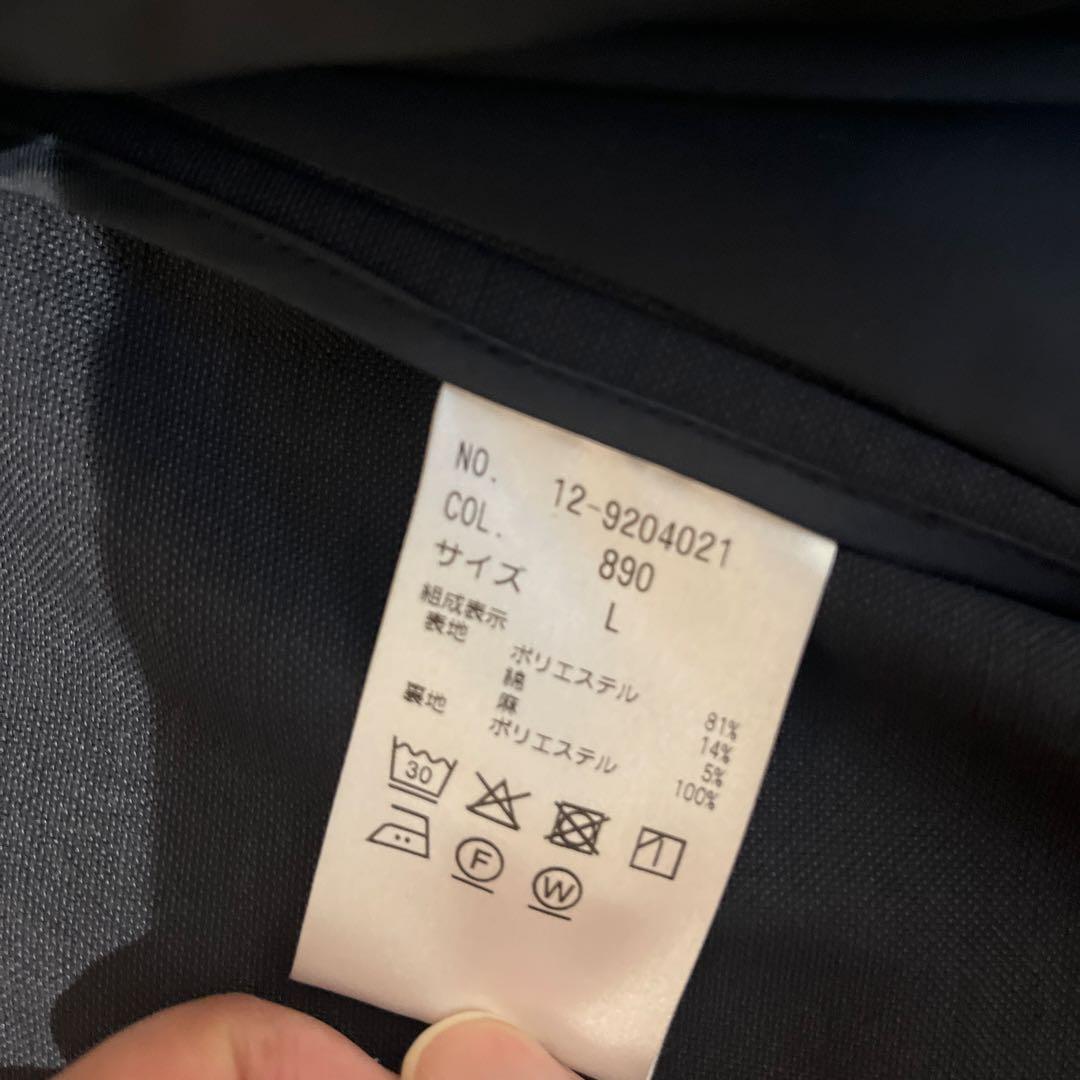 NO. 12-9204021
COL. 890
サイズ L
組成表示
表地 ポリエステル 81%
綿 14%
麻 5%
裏地 ポリエステル 100%
30
F W